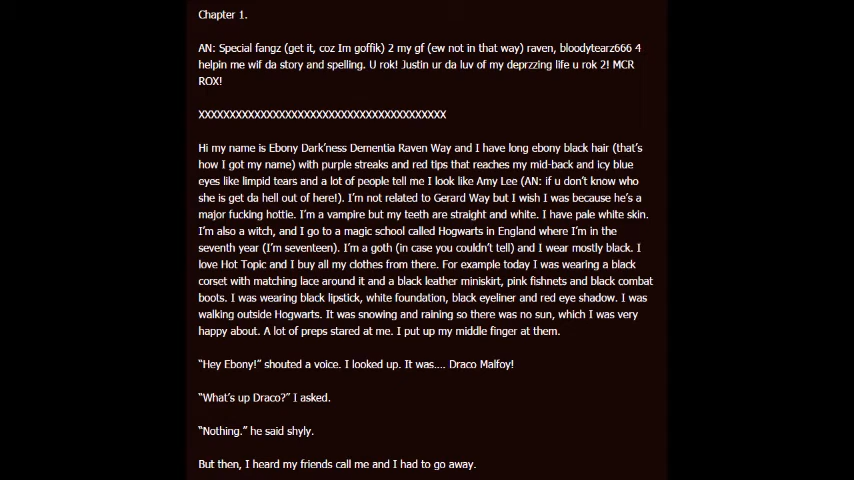 Chapter 1.
AN: Special fangz (get it, coz Im goffik) 2 my gf (ew not in that way) raven, bloodytearz666 4
helpin me wif da story and spelling. U rok! Justin ur da luv of my deprzzing life u rok 2! MCR
ROX!
XXXXXXXXXXXXXXXXXXXXXXXXXXXXXXXXXXXXXXXXX
Hi my name is Ebony Dark’ness Dementia Raven Way and I have long ebony black hair (that’s
how I got my name) with purple streaks and red tips that reaches my mid-back and icy blue
eyes like limpid tears and a lot of people tell me I look like Amy Lee (AN: if u don’t know who
she is get da hell out of here!). I’m not related to Gerard Way but I wish I was because he’s a
major fucking hottie. I’m a vampire but my teeth are straight and white. I have pale white skin.
I’m also a witch, and I go to a magic school called Hogwarts in England where I’m in the
seventh year (I’m seventeen). I’m a goth (in case you couldn’t tell) and I wear mostly black. I
love Hot Topic and I buy all my clothes from there. For example today I was wearing a black
corset with matching lace around it and a black leather miniskirt, pink fishnets and black combat
boots. I was wearing black lipstick, white foundation, black eyeliner and red eye shadow. I was
walking outside Hogwarts. It was snowing and raining so there was no sun, which I was very
happy about. A lot of preps stared at me. I put up my middle finger at them.
“Hey Ebony!” shouted a voice. I looked up. It was.... Draco Malfoy!
“What’s up Draco?” I asked.
“Nothing.” he said shyly.
But then, I heard my friends call me and I had to go away.